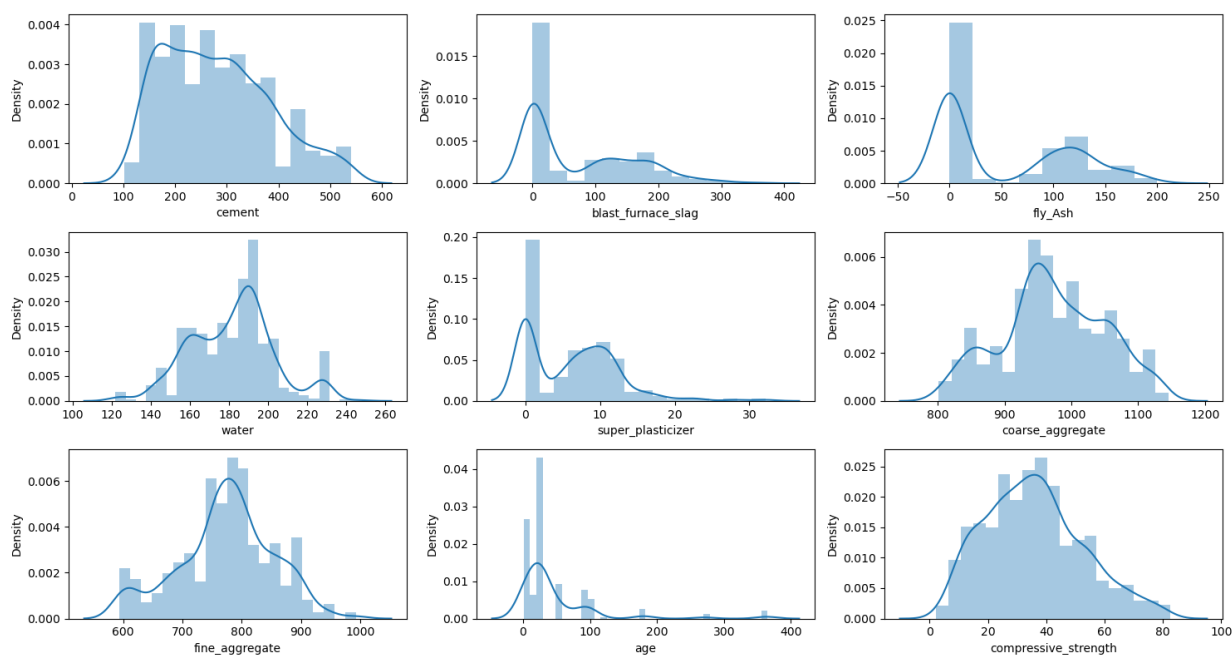 0.004
0.003
0.002
0.001
0.000
Density
0 100 200 300 400 500 600
cement
0.015
0.010
0.005
0.000
Density
0 100 200 300 400
blast_furnace_slag
0.025
0.020
0.015
0.010
0.005
0.000
Density
−50 0 50 100 150 200 250
fly_Ash
0.030
0.025
0.020
0.015
0.010
0.005
0.000
Density
100 120 140 160 180 200 220 240 260
water
0.20
0.15
0.10
0.05
0.00
Density
0 10 20 30
super_plasticizer
0.006
0.004
0.002
0.000
Density
800 900 1000 1100 1200
coarse_aggregate
0.006
0.004
0.002
0.000
Density
600 700 800 900 1000
fine_aggregate
0.04
0.03
0.02
0.01
0.00
Density
0 100 200 300 400
age
0.025
0.020
0.015
0.010
0.005
0.000
Density
0 20 40 60 80 100
compressive_strength